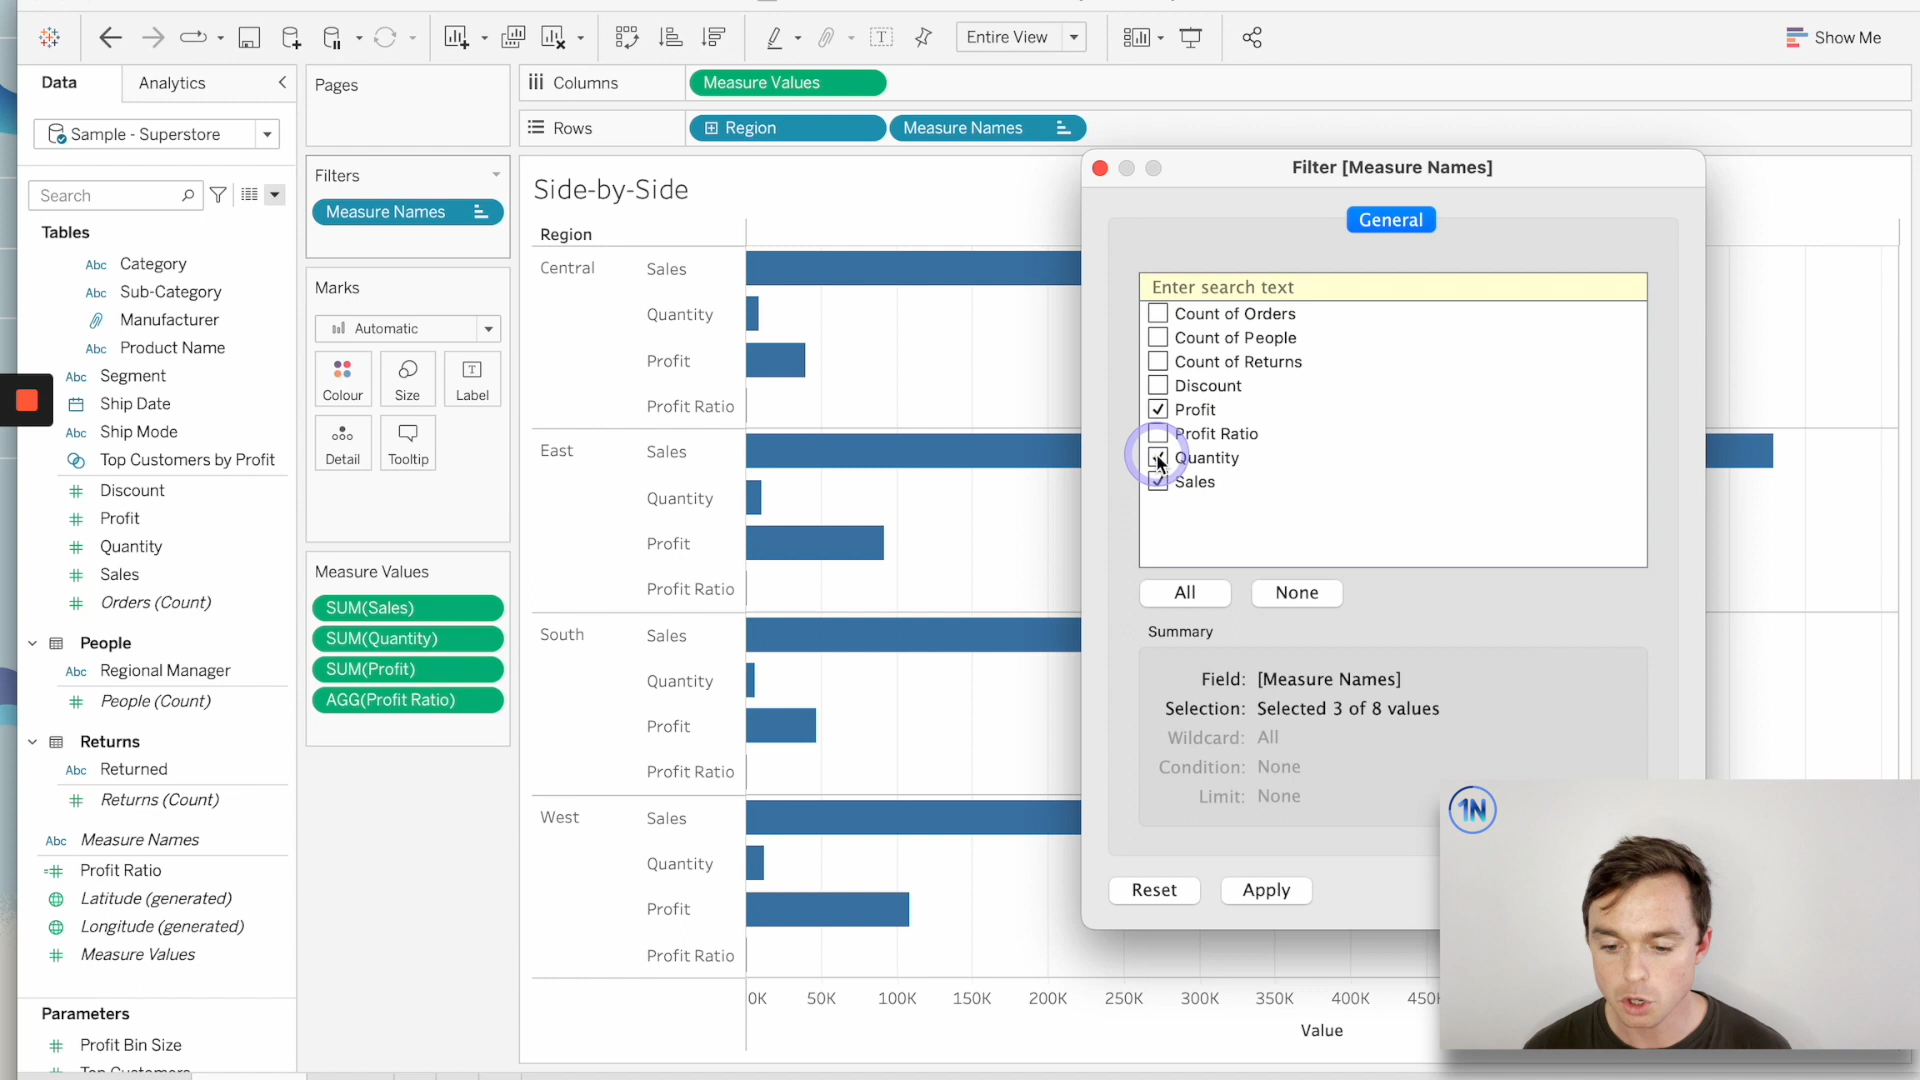 Entire View
Show Me
Data
Analytics
Pages
Columns
Measure Values
Sample - Superstore
Rows
Region
Measure Names
Filters
Measure Names
Search
Tables
Category
Sub-Category
Manufacturer
Product Name
Segment
Ship Date
Ship Mode
Top Customers by Profit
Discount
Profit
Quantity
Sales
Orders (Count)
People
Regional Manager
People (Count)
Returns
Returned
Returns (Count)
Measure Names
Profit Ratio
Latitude (generated)
Longitude (generated)
Measure Values
Parameters
Profit Bin Size
Abc
Abc
Abc
Abc
Abc
Abc
Abc
Abc
Marks
Automatic
Colour
Size
Label
Detail
Tooltip
Measure Values
SUM(Sales)
SUM(Quantity)
SUM(Profit)
AGG(Profit Ratio)
Side-by-Side
Region
Central
Sales
Quantity
Profit
Profit Ratio
East
Sales
Quantity
Profit
Profit Ratio
South
Sales
Quantity
Profit
Profit Ratio
West
Sales
Quantity
Profit
Profit Ratio
0K 50K 100K 150K 200K 250K 300K 350K 400K
Value
Filter [Measure Names]
General
Enter search text
Count of Orders
Count of People
Count of Returns
Discount
Profit
Profit Ratio
Quantity
Sales
All
None
Summary
Field: [Measure Names]
Selection: Selected 3 of 8 values
Wildcard: All
Condition: None
Limit: None
Reset
Apply
1N